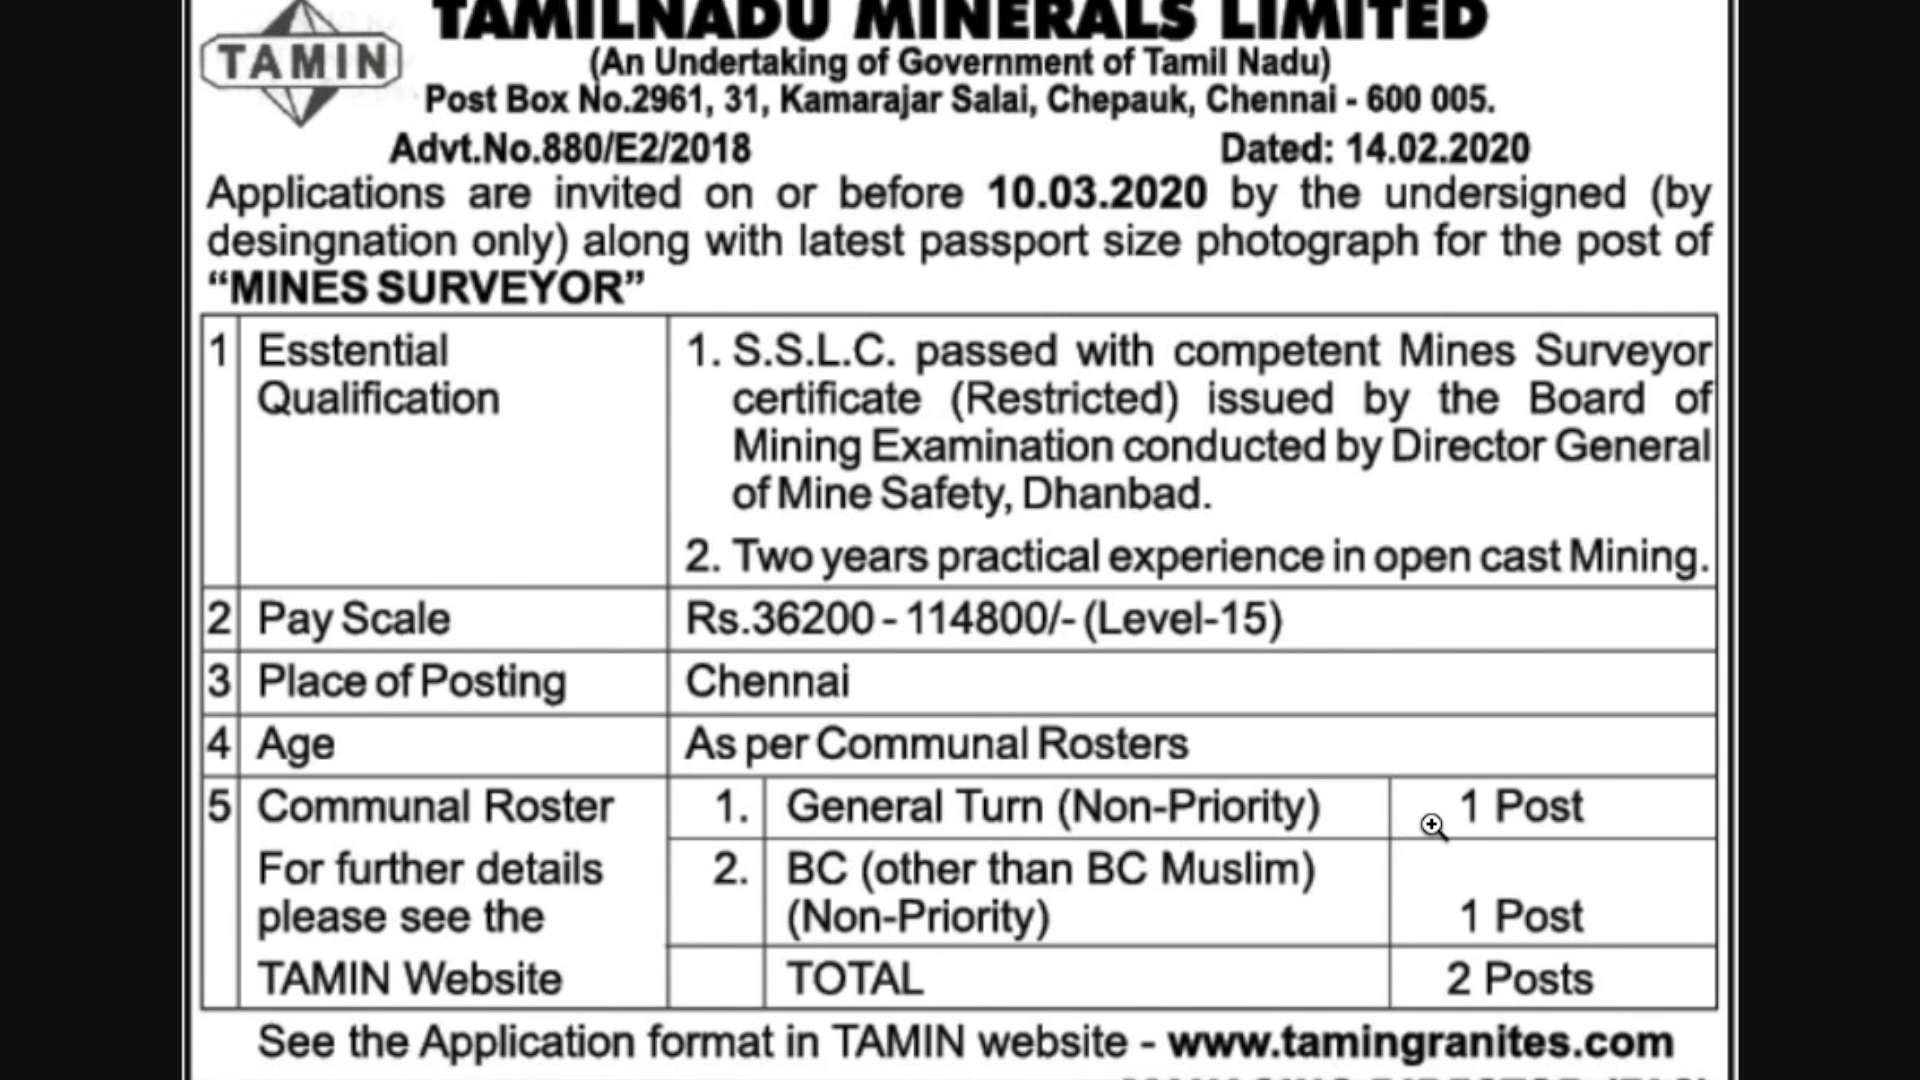 TAMIN
TAMILNADU MINERALS LIMITED
(An Undertaking of Government of Tamil Nadu)
Post Box No.2961, 31, Kamarajar Salai, Chepauk, Chennai - 600 005.
Advt.No.880/E2/2018 Dated: 14.02.2020
Applications are invited on or before 10.03.2020 by the undersigned (by
desingnation only) along with latest passport size photograph for the post of
“MINES SURVEYOR”
1 Esstential Qualification
1. S.S.L.C. passed with competent Mines Surveyor
certificate (Restricted) issued by the Board of
Mining Examination conducted by Director General
of Mine Safety, Dhanbad.
2. Two years practical experience in open cast Mining.
2 Pay Scale Rs.36200 - 114800/- (Level-15)
3 Place of Posting Chennai
4 Age As per Communal Rosters
5 Communal Roster
For further details
please see the
TAMIN Website
1. General Turn (Non-Priority) 1 Post
2. BC (other than BC Muslim)
(Non-Priority) 1 Post
TOTAL 2 Posts
See the Application format in TAMIN website - www.tamingranites.com